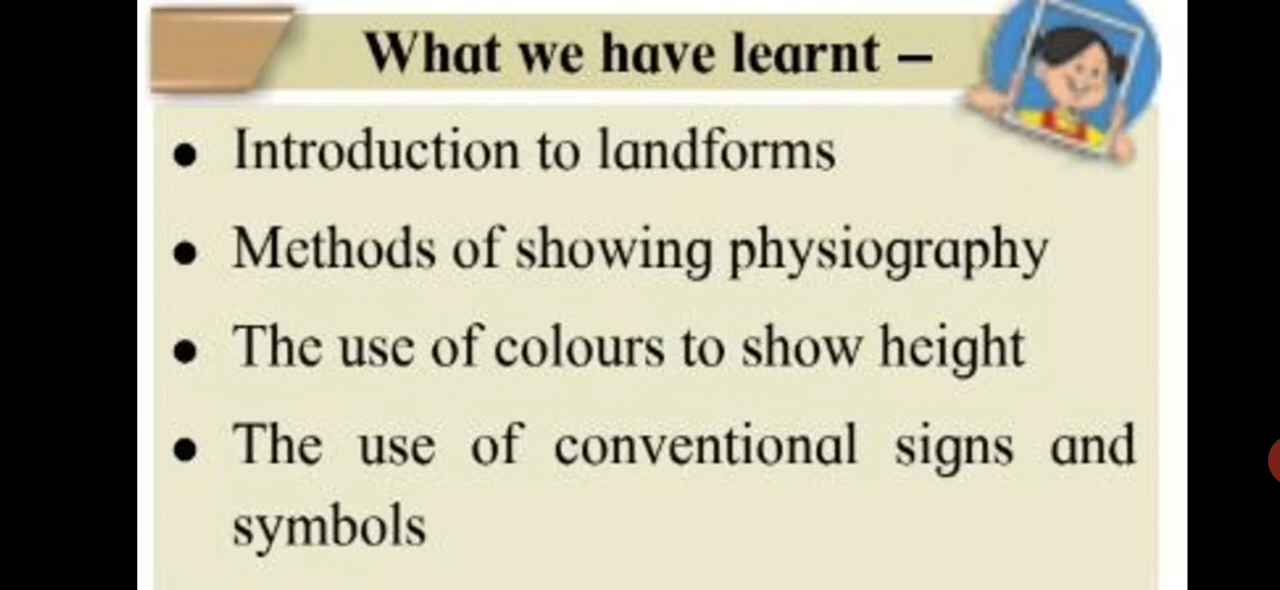 What we have learnt –
• Introduction to landforms
• Methods of showing physiography
• The use of colours to show height
• The use of conventional signs and
symbols